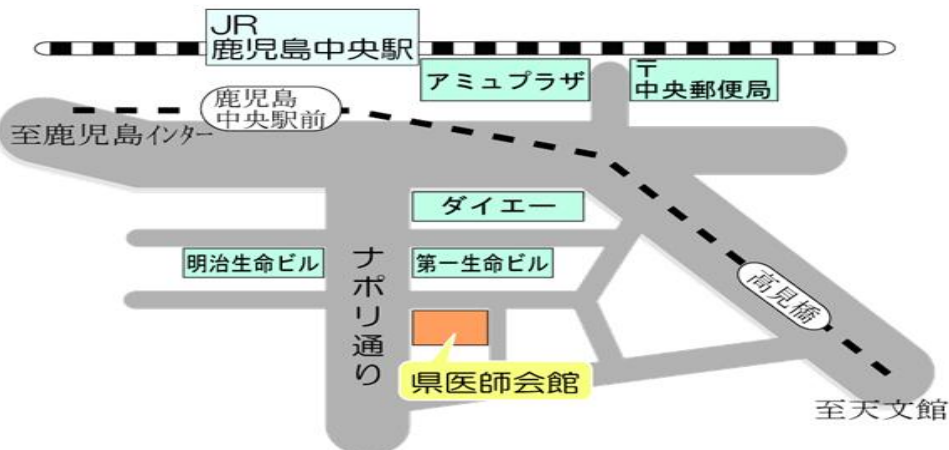 JR
鹿児島中央駅
アミュプラザ
〒
中央郵便局
鹿児島
中央駅前
至鹿児島インター
ダイエー
明治生命ビル
第一生命ビル
ナポリ通り
高見橋
県医師会館
至天文館